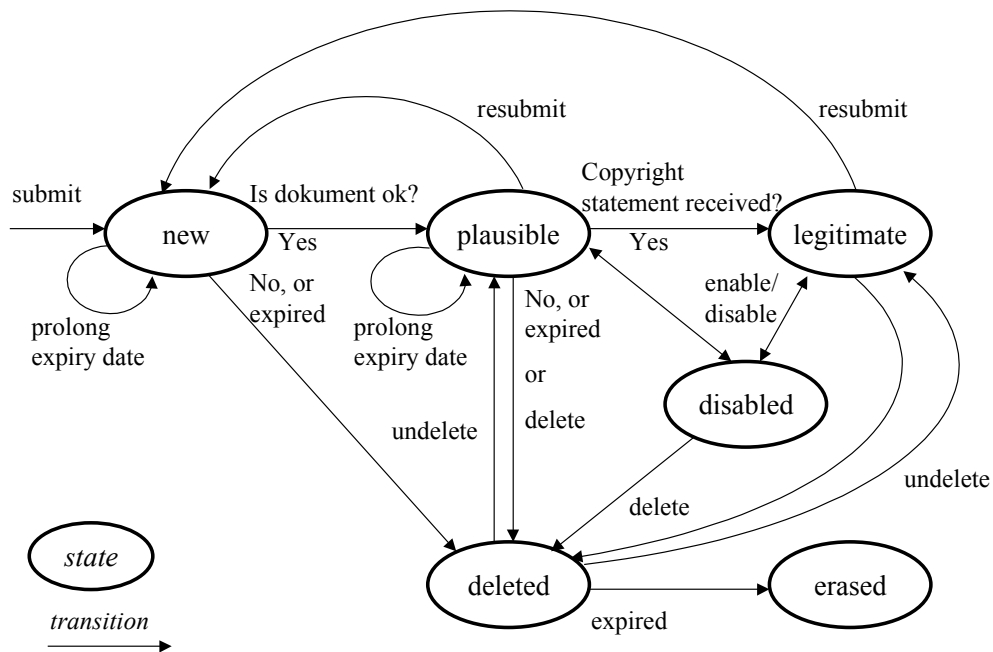 resubmit
resubmit
submit
Is dokument ok?
Copyright
statement received?
new
Yes
plausible
Yes
legitimate
No, or
expired
No, or
expired
enable/
disable
prolong
expiry date
prolong
expiry date
or
delete
disabled
undelete
undelete
delete
state
deleted
erased
expired
transition